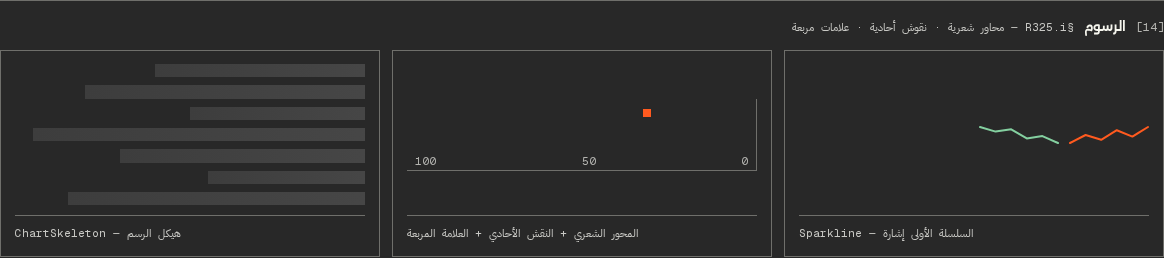 [14] الرسوم §R325.i — محاور شعرية · نقوش أحادية · علامات مربعة
0 50 100
السلسلة الأولى إشارة — Sparkline
المحور الشعري + النقش الأحادي + العلامة المربعة
هيكل الرسم — ChartSkeleton